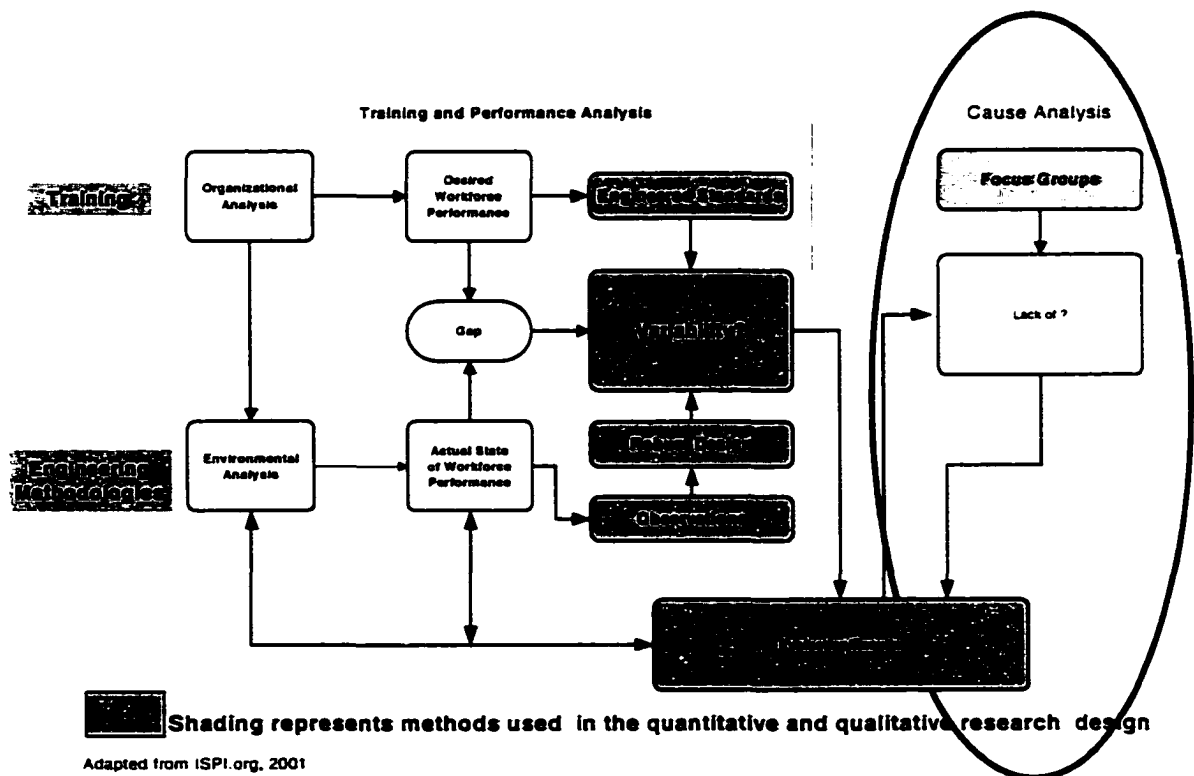 Training and Performance Analysis
Cause Analysis
Training
Organizational
Analysis
Desired
Workforce
Performance
Engineered Standards
Focus Groups
Gap
Variability?
Lack of ?
Engineering
Methodologies
Environmental
Analysis
Actual State
of Workforce
Performance
Observations
Shading represents methods used in the quantitative and qualitative research design
Adapted from ISPI.org, 2001